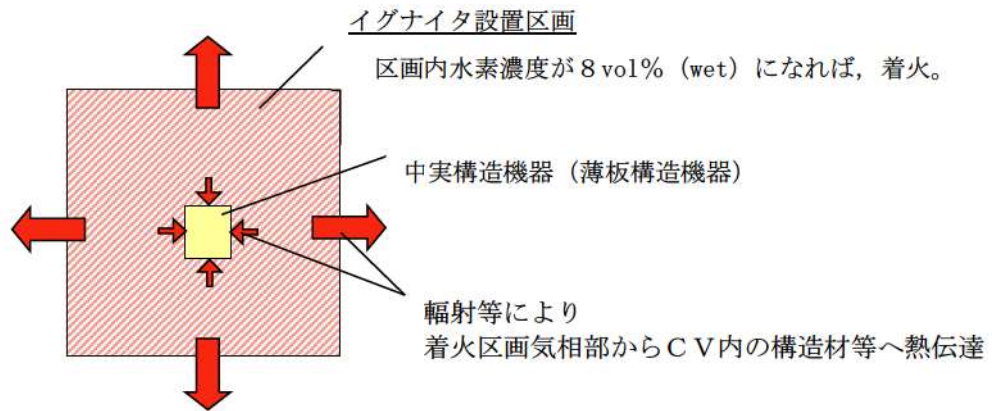 イグナイタ設置区画
区画内水素濃度が８vol％（wet）になれば，着火。
中実構造機器（薄板構造機器）
輻射等により
着火区画気相部からＣＶ内の構造材等へ熱伝達